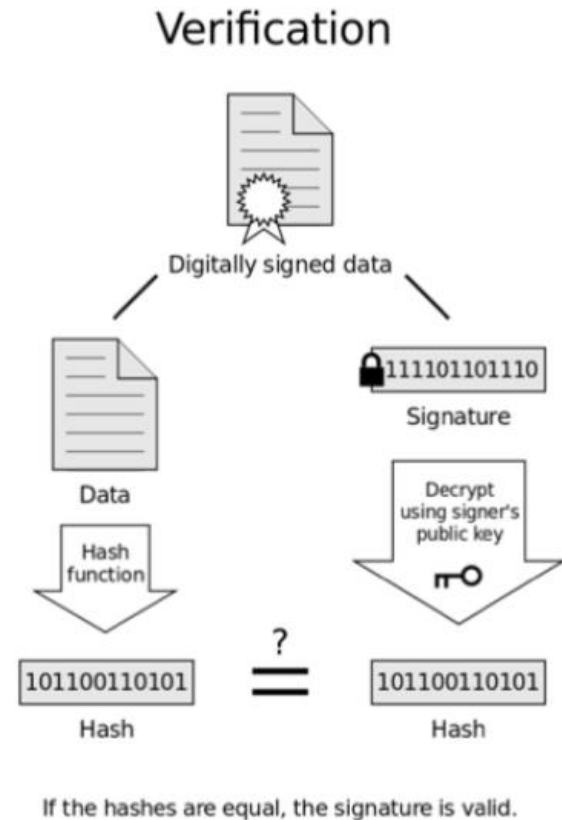 Verification
Digitally signed data
Data
Hash
function
101100110101
Hash
111101101110
Signature
Decrypt
using signer's
public key
?
=
101100110101
Hash
If the hashes are equal, the signature is valid.